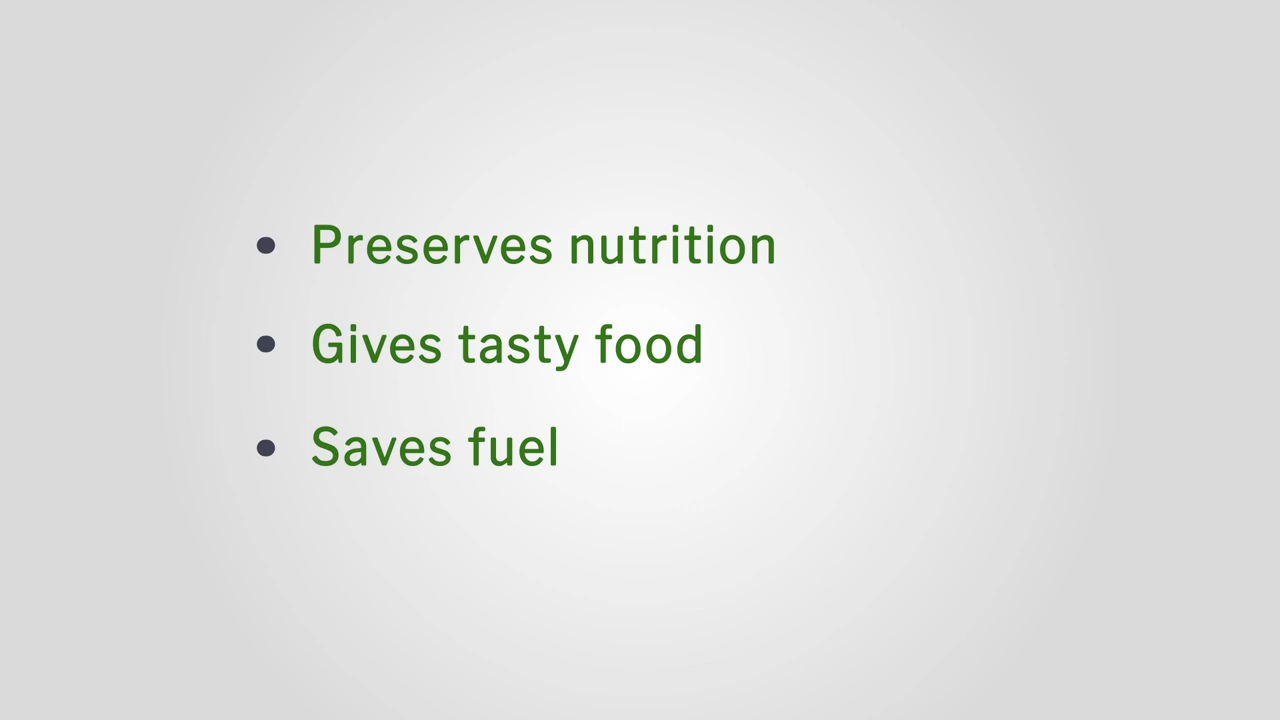 • Preserves nutrition
• Gives tasty food
• Saves fuel